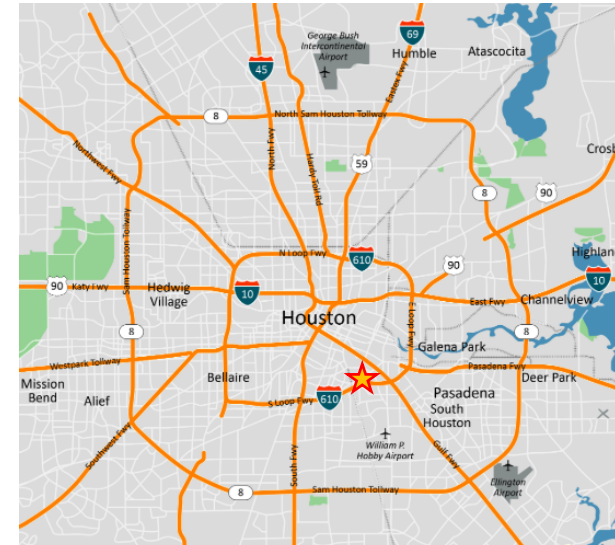 69
George Bush
Intercontinental
Airport
Humble
Atascocita
45
Eastex Fwy
8
North Sam Houston Tollway
North Fwy
Hardy Toll Rd
59
Northwest Fwy
Crosb
90
8
Sam Houston Tollway
N Loop Fwy
610
90
Highlan
90
Katy Fwy
Hedwig
Village
10
E Loop Fwy
East Fwy
10
Channelview
Houston
8
8
Galena Park
Westpark Tollway
Pasadena Fwy
Mission
Bend
Alief
Bellaire
Deer Park
610
S Loop Fwy
Pasadena
South
Houston
William P.
Hobby Airport
Gulf Fwy
Southwest Fwy
South Fwy
Ellington
Airport
8
Sam Houston Tollway